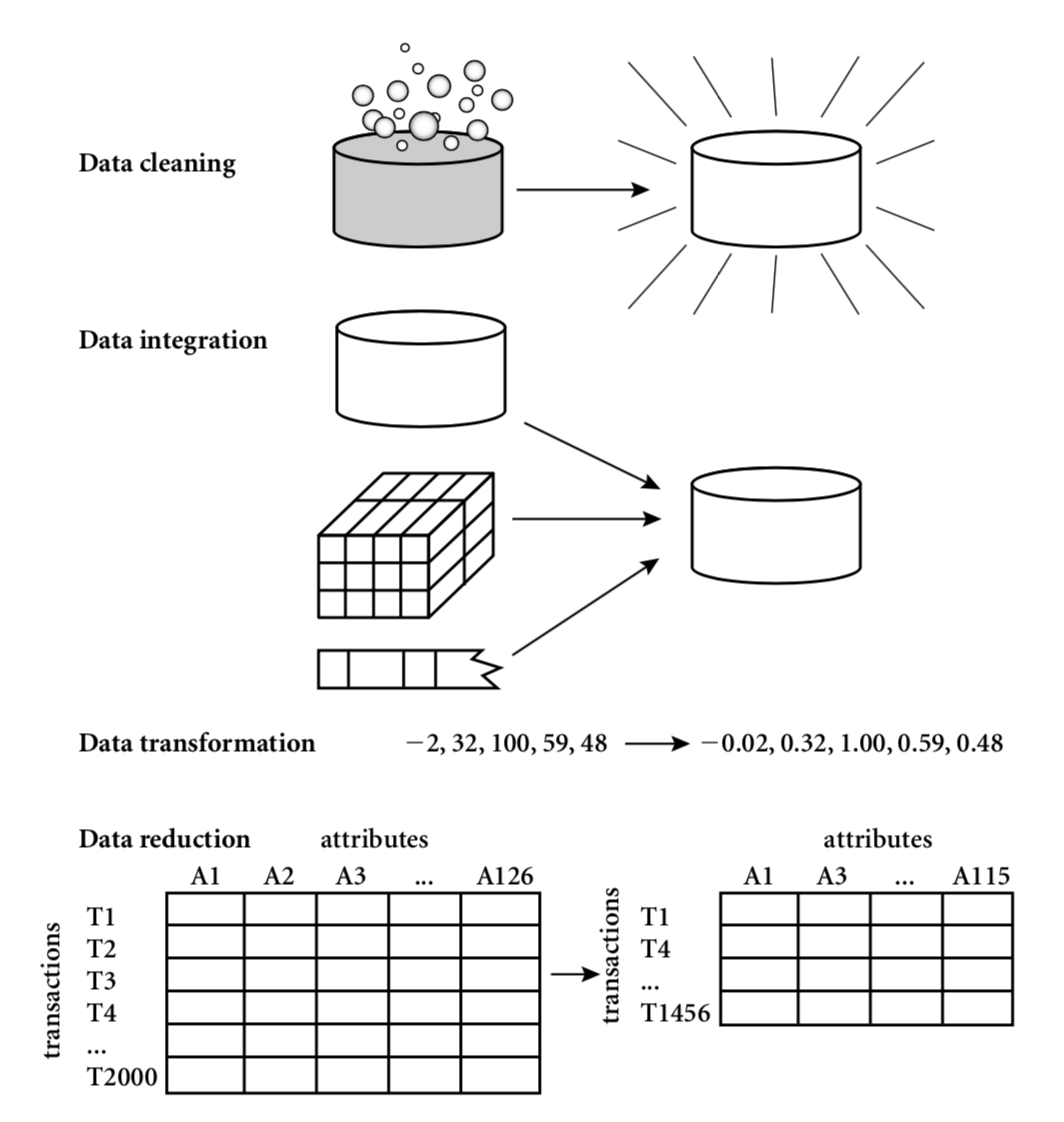 Data cleaning
Data integration
Data transformation −2, 32, 100, 59, 48 −0.02, 0.32, 1.00, 0.59, 0.48
Data reduction attributes attributes
A1 A2 A3 ... A126 A1 A3 ... A115
transactions transactions
T1 T1
T2 T4
T3 ...
T4 T1456
...
T2000